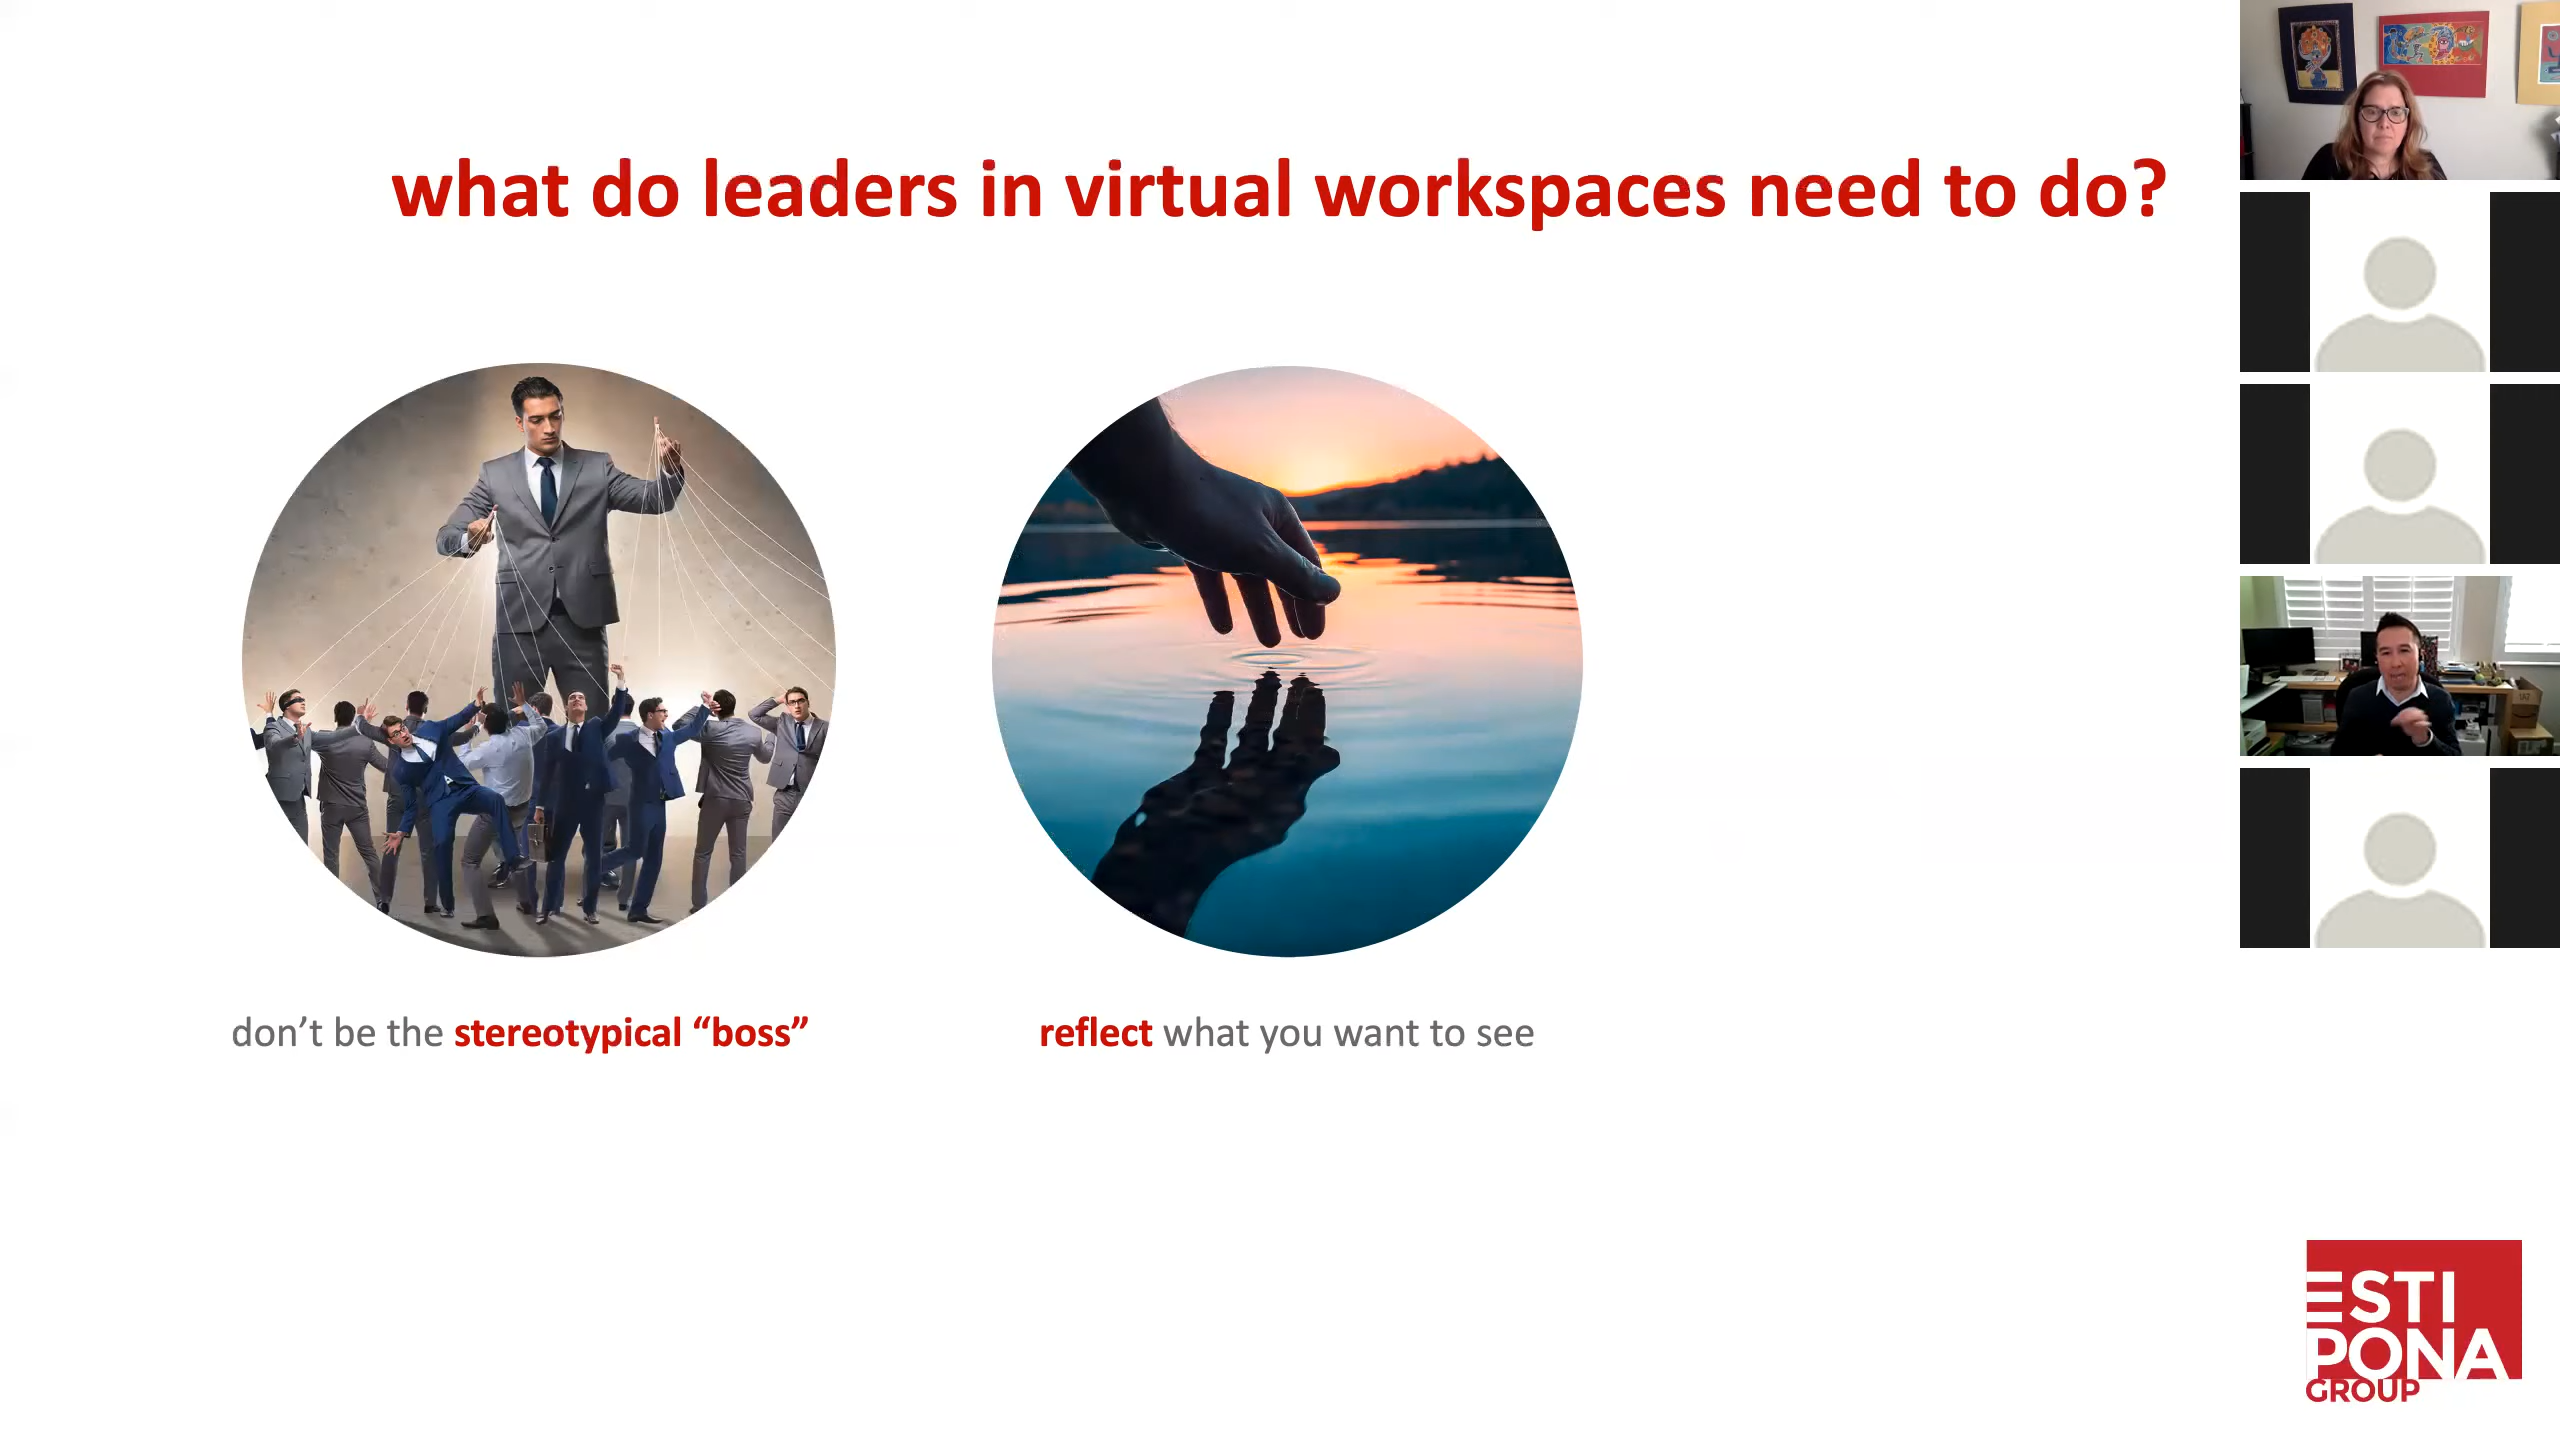 what do leaders in virtual workspaces need to do?
don’t be the stereotypical “boss”
reflect what you want to see
ESTI
PONA
GROUP